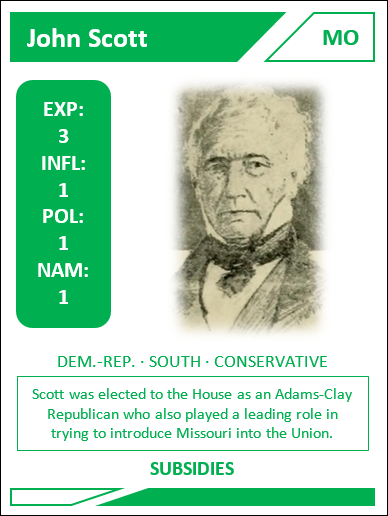 John Scott
MO
EXP:
3
INFL:
1
POL:
1
NAM:
1
DEM.-REP. · SOUTH · CONSERVATIVE
Scott was elected to the House as an Adams-Clay
Republican who also played a leading role in
trying to introduce Missouri into the Union.
SUBSIDIES